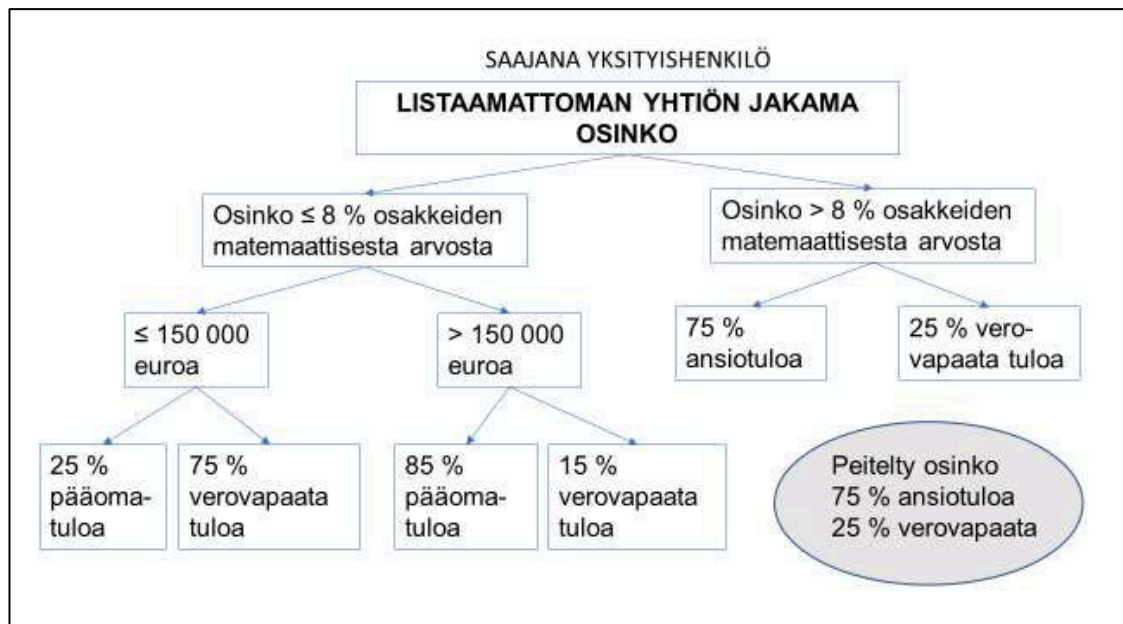 SAAJANA YKSITYISHENKILÖ
LISTAAMATTOMAN YHTIÖN JAKAMA
OSINKO
Osinko ≤ 8 % osakkeiden
matemaattisesta arvosta
Osinko > 8 % osakkeiden
matemaattisesta arvosta
≤ 150 000
euroa
> 150 000
euroa
75 %
ansiotuloa
25 % vero-
vapaata tuloa
25 %
pääoma-
tuloa
75 %
verovapaata
tuloa
85 %
pääoma-
tuloa
15 %
verovapaata
tuloa
Peitelty osinko
75 % ansiotuloa
25 % verovapaata